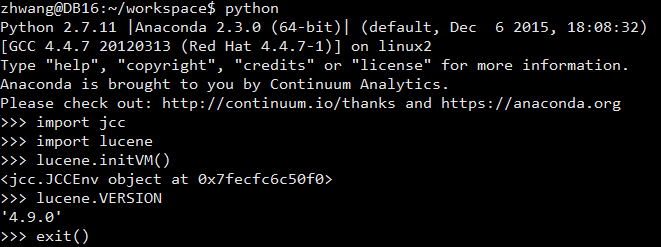 zhwang@DB16:~/workspace$ python
Python 2.7.11 |Anaconda 2.3.0 (64-bit)| (default, Dec  6 2015, 18:08:32)
[GCC 4.4.7 20120313 (Red Hat 4.4.7-1)] on linux2
Type "help", "copyright", "credits" or "license" for more information.
Anaconda is brought to you by Continuum Analytics.
Please check out: http://continuum.io/thanks and https://anaconda.org
>>> import jcc
>>> import lucene
>>> lucene.initVM()
<jcc.JCCEnv object at 0x7fecfc6c50f0>
>>> lucene.VERSION
'4.9.0'
>>> exit()